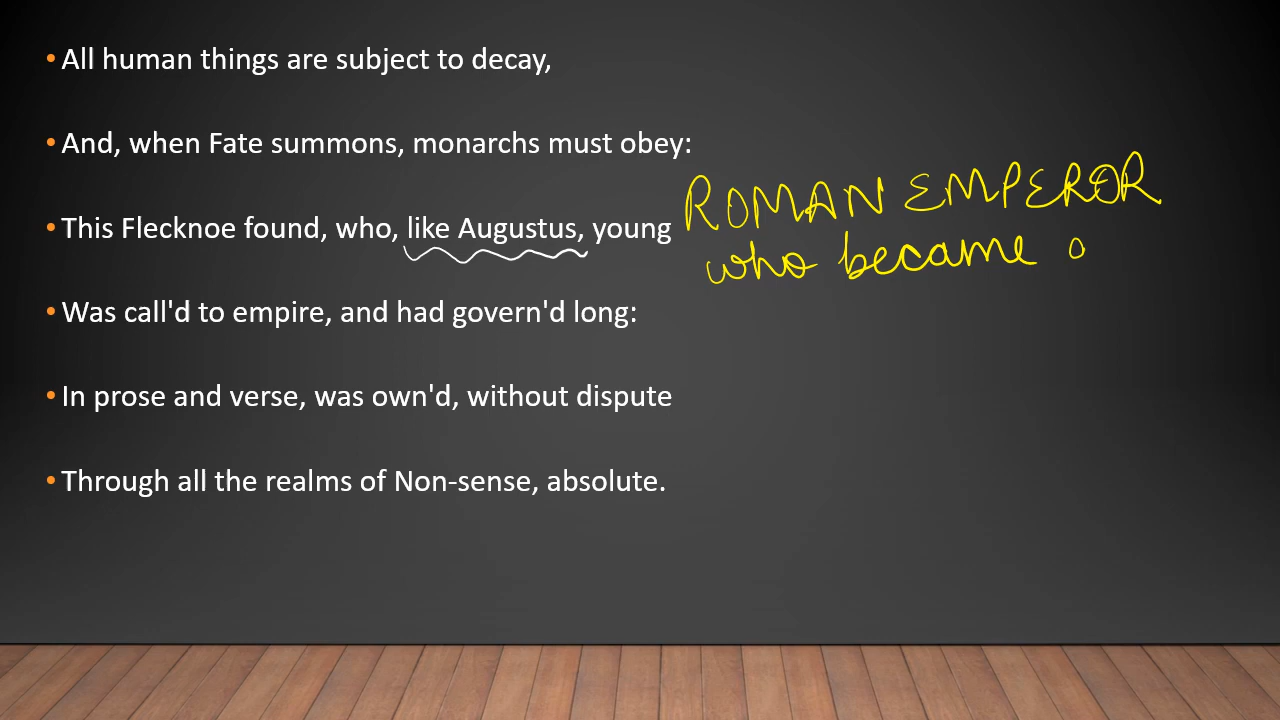 • All human things are subject to decay,
• And, when Fate summons, monarchs must obey:
• This Flecknoe found, who, like Augustus, young
ROMAN EMPEROR
who became
• Was call'd to empire, and had govern'd long:
• In prose and verse, was own'd, without dispute
• Through all the realms of Non-sense, absolute.